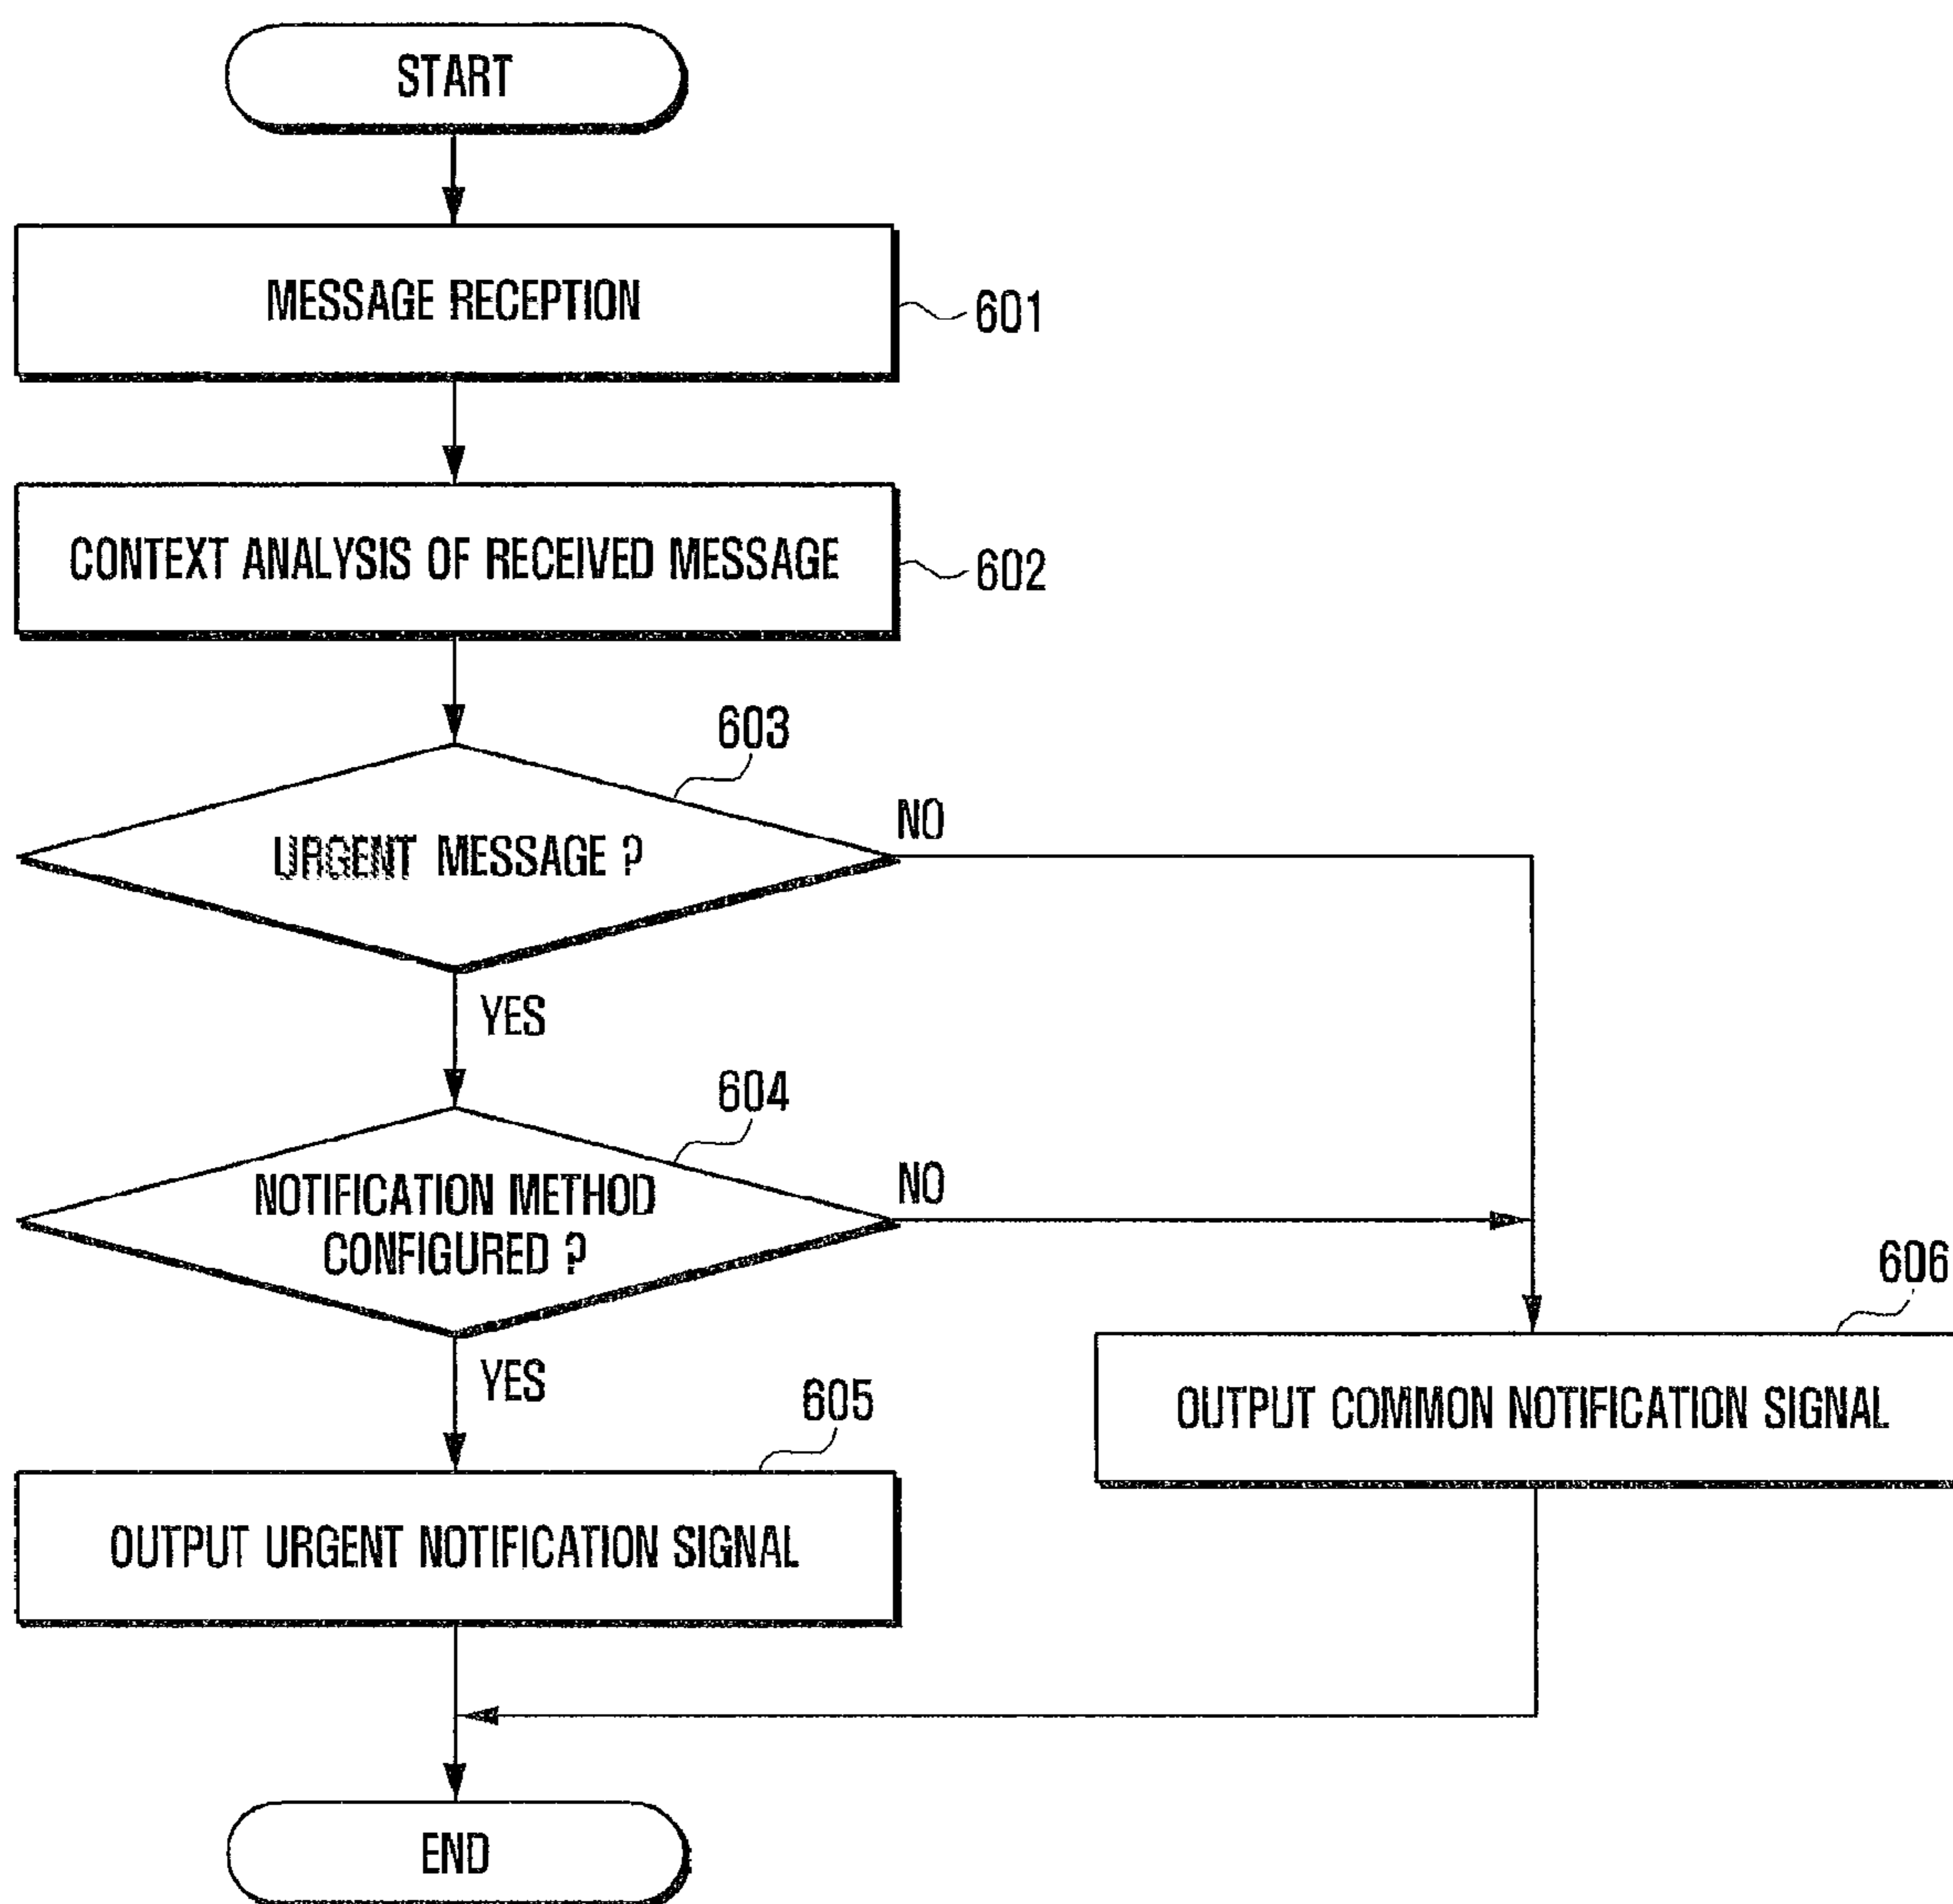 START
MESSAGE RECEPTION
601
CONTEXT ANALYSIS OF RECEIVED MESSAGE
602
603
URGENT MESSAGE ?
NO
YES
604
NOTIFICATION METHOD
CONFIGURED ?
NO
YES
605
OUTPUT URGENT NOTIFICATION SIGNAL
606
OUTPUT COMMON NOTIFICATION SIGNAL
END